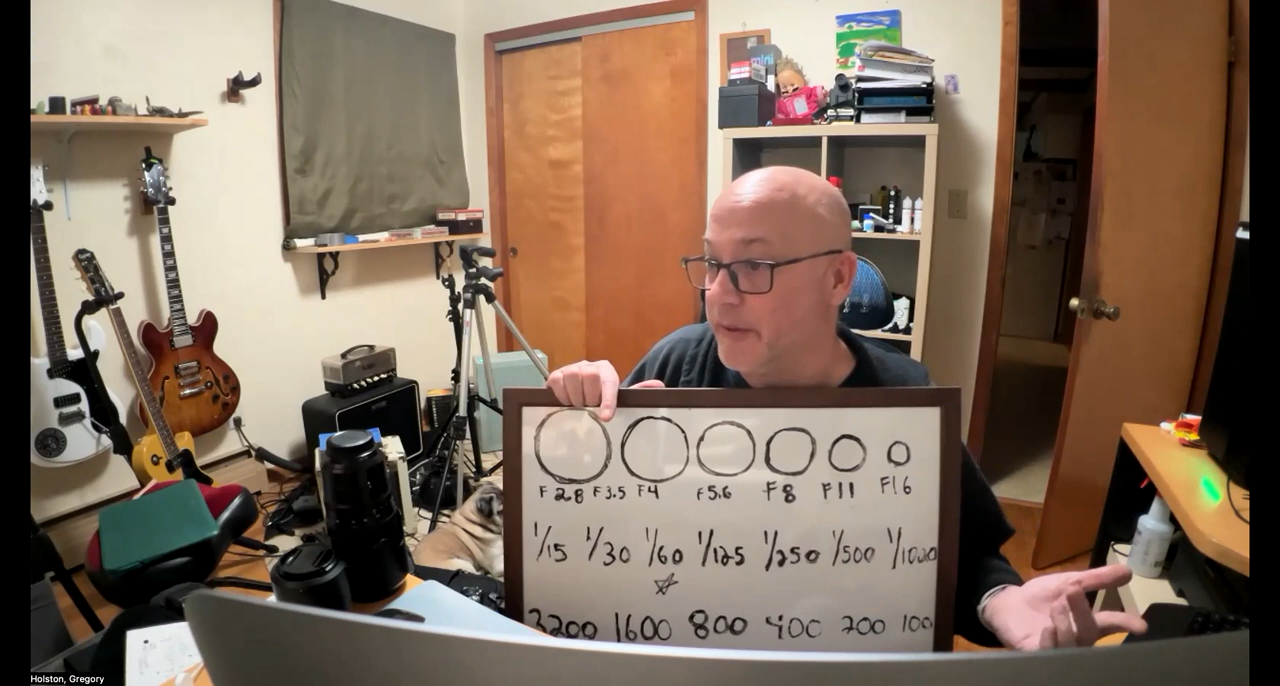 F2.8 F3.5 F4 F5.6 F8 F11 F16
1/15 1/30 1/60 1/125 1/250 1/500 1/1000
3200 1600 800 400 200 100
Holston, Gregory